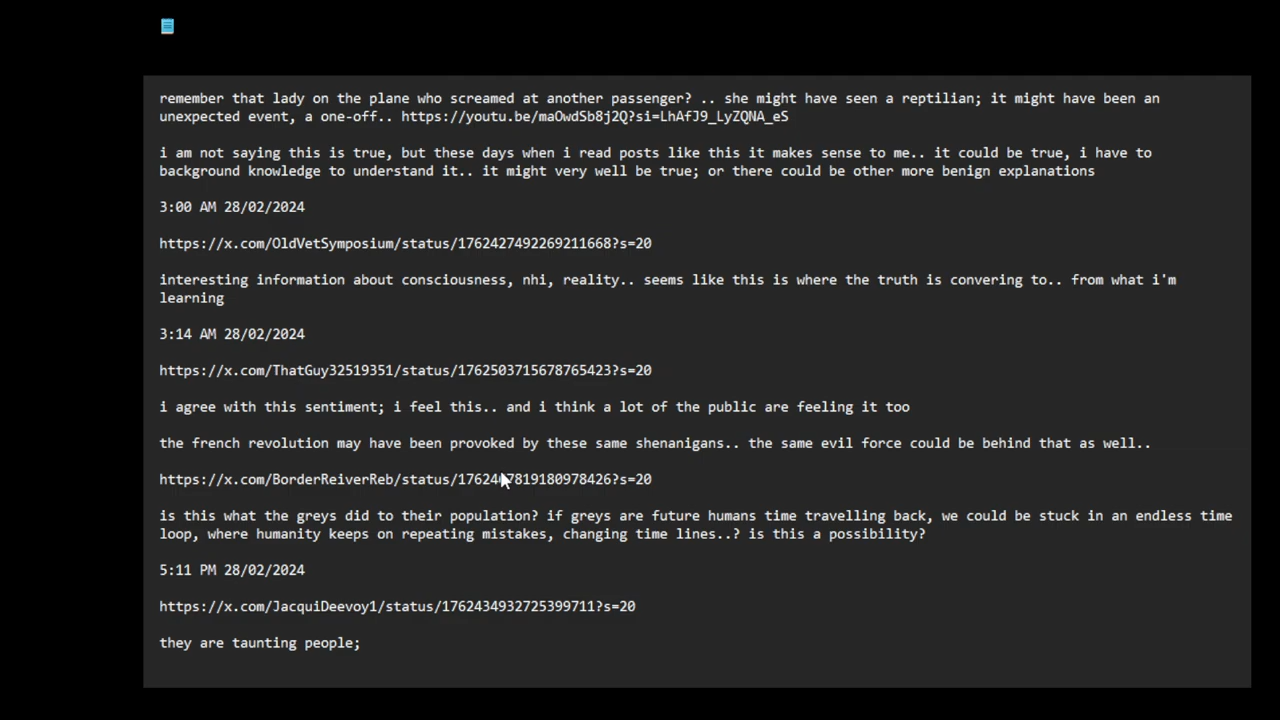 remember that lady on the plane who screamed at another passenger? .. she might have seen a reptilian; it might have been an
unexpected event, a one-off.. https://youtu.be/maOwdSb8j2Q?si=LhAfJ9_LyZQNA_eS
i am not saying this is true, but these days when i read posts like this it makes sense to me.. it could be true, i have to
background knowledge to understand it.. it might very well be true; or there could be other more benign explanations
3:00 AM 28/02/2024
https://x.com/OldVetSymposium/status/1762427492269211668?s=20
interesting information about consciousness, nhi, reality.. seems like this is where the truth is convering to.. from what i'm
learning
3:14 AM 28/02/2024
https://x.com/ThatGuy32519351/status/1762503715678765423?s=20
i agree with this sentiment; i feel this.. and i think a lot of the public are feeling it too
the french revolution may have been provoked by these same shenanigans.. the same evil force could be behind that as well..
is this what the greys did to their population? if greys are future humans time travelling back, we could be stuck in an endless time
loop, where humanity keeps on repeating mistakes, changing time lines..? is this a possibility?
5:11 PM 28/02/2024
https://x.com/JacquiDeevoy1/status/1762434932725399711?s=20
they are taunting people;